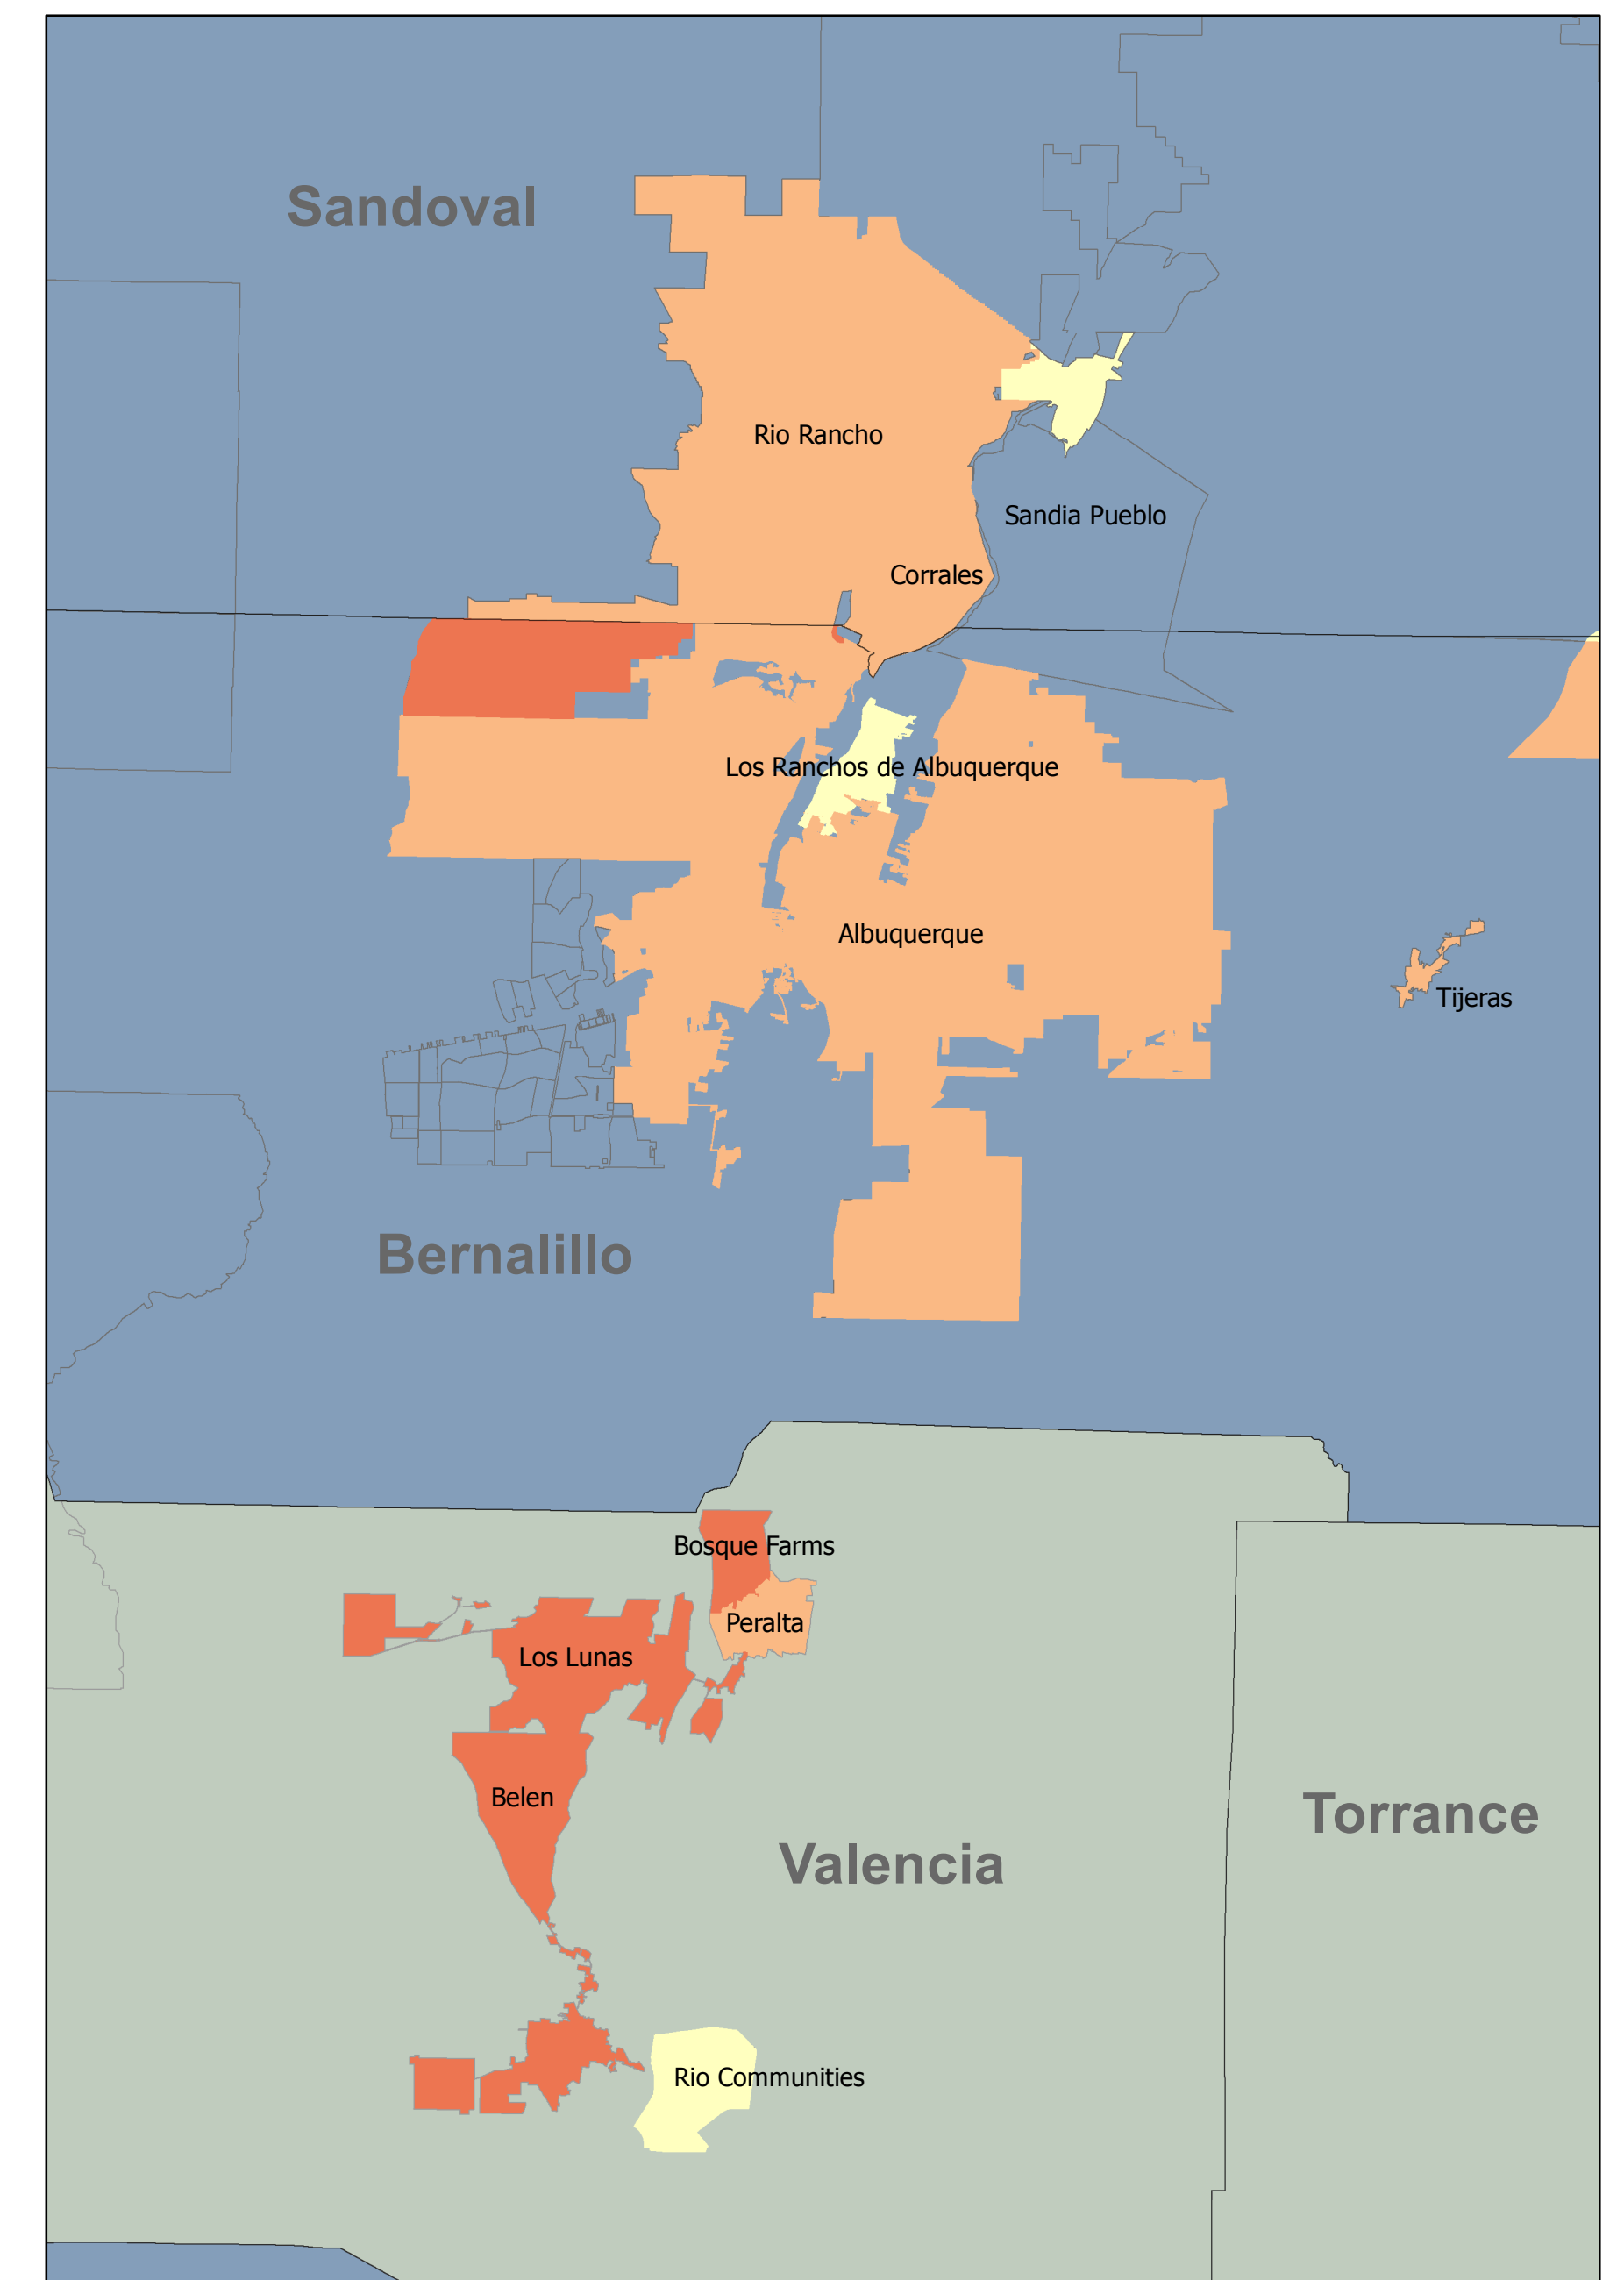 Sandoval
Rio Rancho
Sandia Pueblo
Corrales
Los Ranchos de Albuquerque
Albuquerque
Tijeras
Bernalillo
Bosque Farms
Peralta
Los Lunas
Belen
Torrance
Valencia
Rio Communities